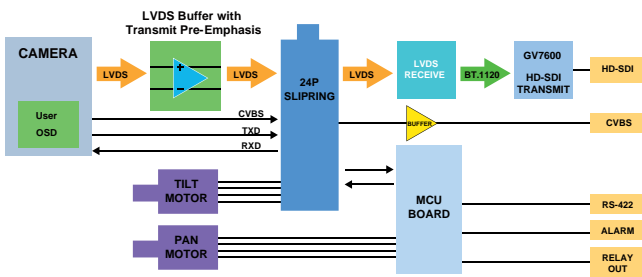 LVDS Buffer with
Transmit Pre-Emphasis
CAMERA
LVDS
LVDS
24P
SLIPRING
LVDS
LVDS
RECEIVE
BT.1120
GV7600
HD-SDI
TRANSMIT
HD-SDI
User
OSD
CVBS
TXD
RXD
BUFFER
CVBS
TILT
MOTOR
MCU
BOARD
RS-422
PAN
MOTOR
ALARM
RELAY
OUT